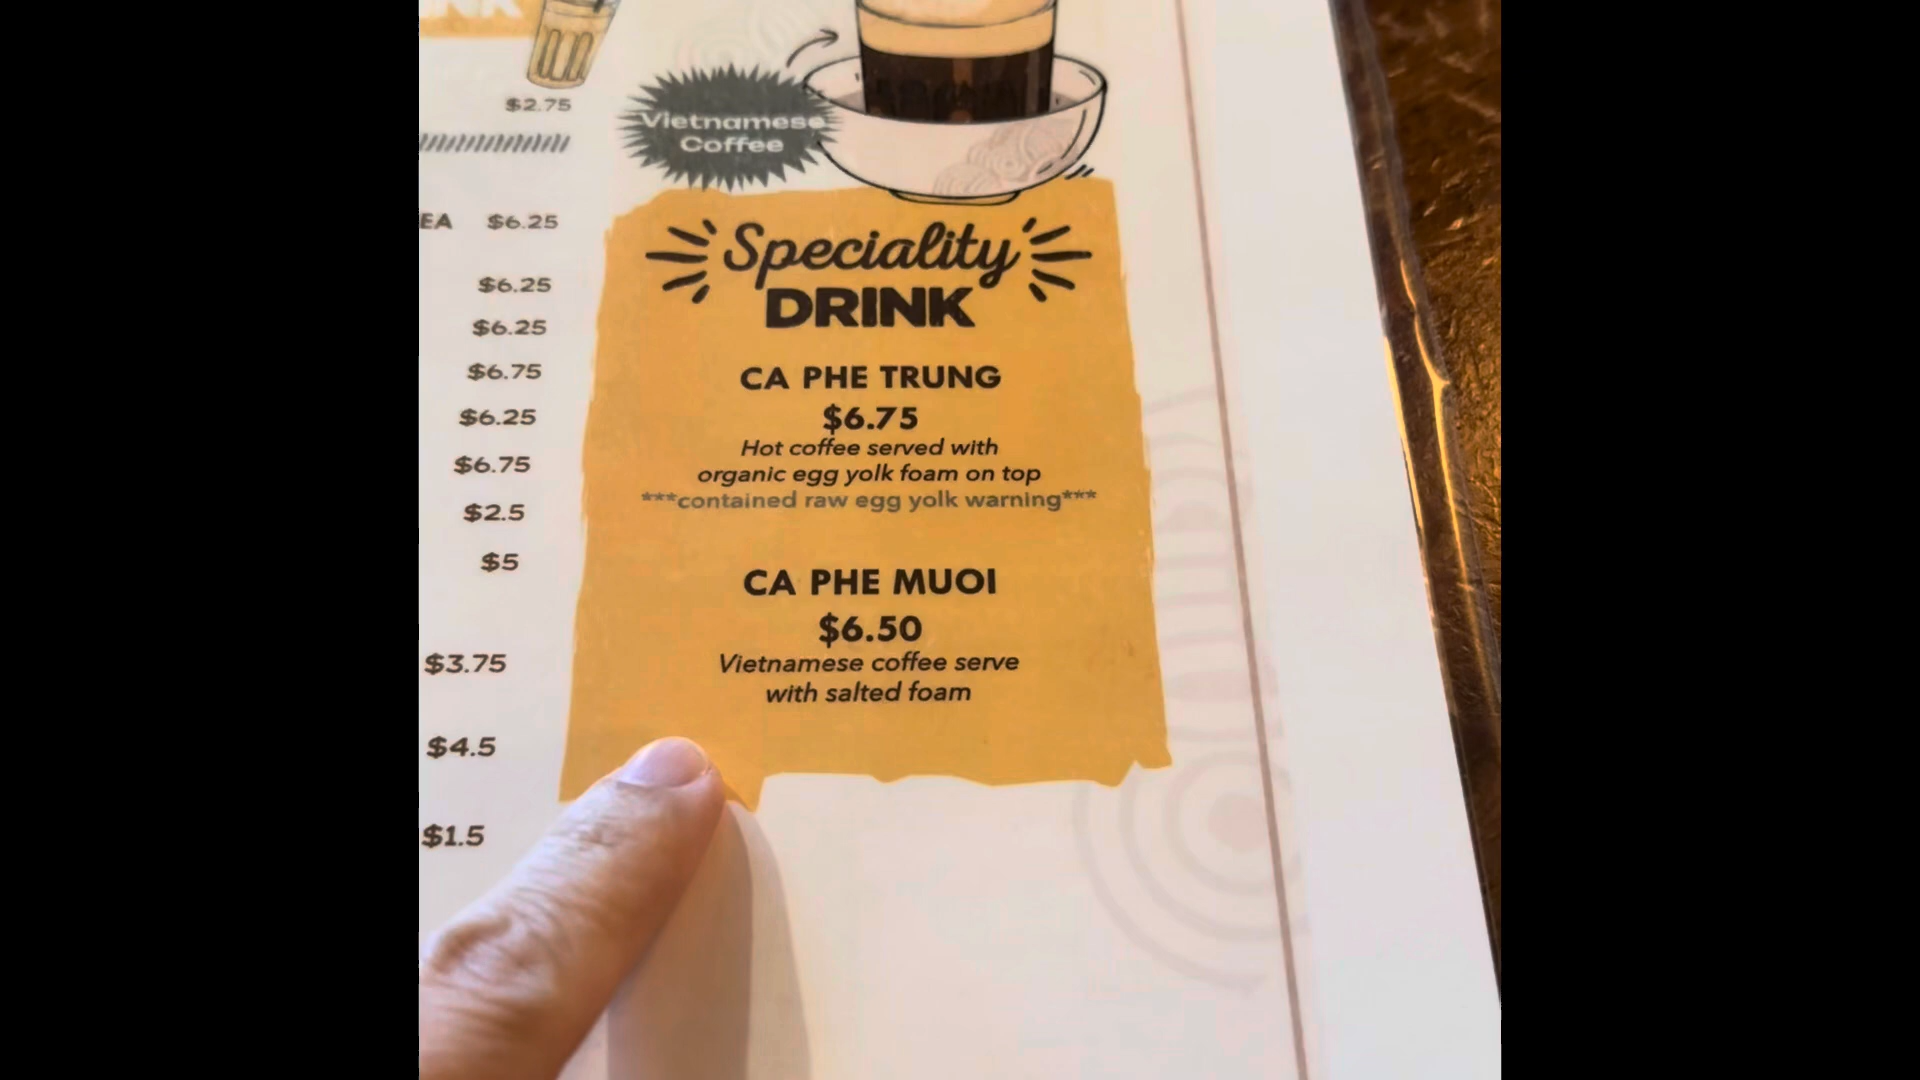 $2.75
EA $6.25
$6.25
$6.25
$6.75
$6.25
$6.75
$2.5
$5
$3.75
$4.5
$1.5
Vietnamese
Coffee
Speciality
DRINK
CA PHE TRUNG
$6.75
Hot coffee served with
organic egg yolk foam on top
***contained raw egg yolk warning***
CA PHE MUOI
$6.50
Vietnamese coffee serve
with salted foam